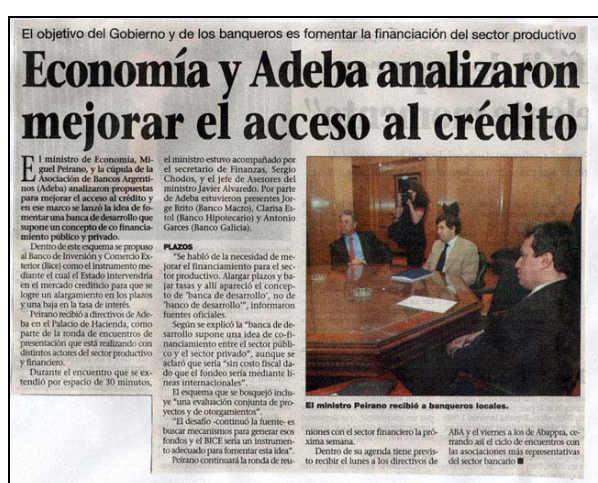 El objetivo del Gobierno y de los banqueros es fomentar la financiación del sector productivo
Economía y Adeba analizaron
mejorar el acceso al crédito
El ministro de Economía, Mi-
guel Peirano, y la cúpula de la
Asociación de Bancos Argenti-
nos (Adeba) analizaron propuestas
para mejorar el acceso al crédito y
en ese marco se lanzó la idea de fo-
mentar una banca de desarrollo que
supone un concepto de co financia-
miento público y privado.
Dentro de este esquema se propuso
al Banco de Inversión y Comercio Ex-
terior (Bice) como el instrumento me-
diante el cual el Estado intervendría
en el mercado crediticio para que se
logre un alargamiento en los plazos
y una baja en la tasa de interés.
Peirano recibió a directivos de Ade-
ba en el Palacio de Hacienda, como
parte de la ronda de encuentros de
presentación que está realizando con
distintos actores del sector productivo
y financiero.
Durante el encuentro que se ex-
tendió por espacio de 30 minutos,
el ministro estuvo acompañado por
el secretario de Finanzas, Sergio
Chodos, y el jefe de Asesores del
ministro Javier Alvaredo. Por parte
de Adeba estuvieron presentes Jor-
ge Brito (Banco Macro), Clarisa Es-
tol (Banco Hipotecario) y Antonio
Garces (Banco Galicia).
PLAZOS
"Se habló de la necesidad de me-
jorar el financiamiento para el sec-
tor productivo. Alargar plazos y ba-
jar tasas y allí apareció el concep-
to de 'banca de desarrollo', no de
'banco de desarrollo'", informaron
fuentes oficiales.
Según se explicó la "banca de de-
sarrollo supone una idea de co-fi-
nanciamiento entre el sector públi-
co y el sector privado", aunque se
aclaró que sería "sin costo fiscal da-
do que el fondeo sería mediante lí-
neas internacionales".
El esquema que se bosquejó inclu-
ye "una evaluación conjunta de pro-
yectos y de otorgamientos".
"El desafío -continuó la fuente- es
buscar mecanismos para generar esos
fondos y el BICE sería un instrumen-
to adecuado para fomentar esta idea".
Peirano continuará la ronda de reu-
El ministro Peirano recibió a banqueros locales.
niones con el sector financiero la pró-
xima semana.
Dentro de su agenda tiene previs-
to recibir el lunes a los directivos de
ABA y el viernes a los de Abappra, ce-
rrando así el ciclo de encuentros con
las asociaciones más representativas
del sector bancario